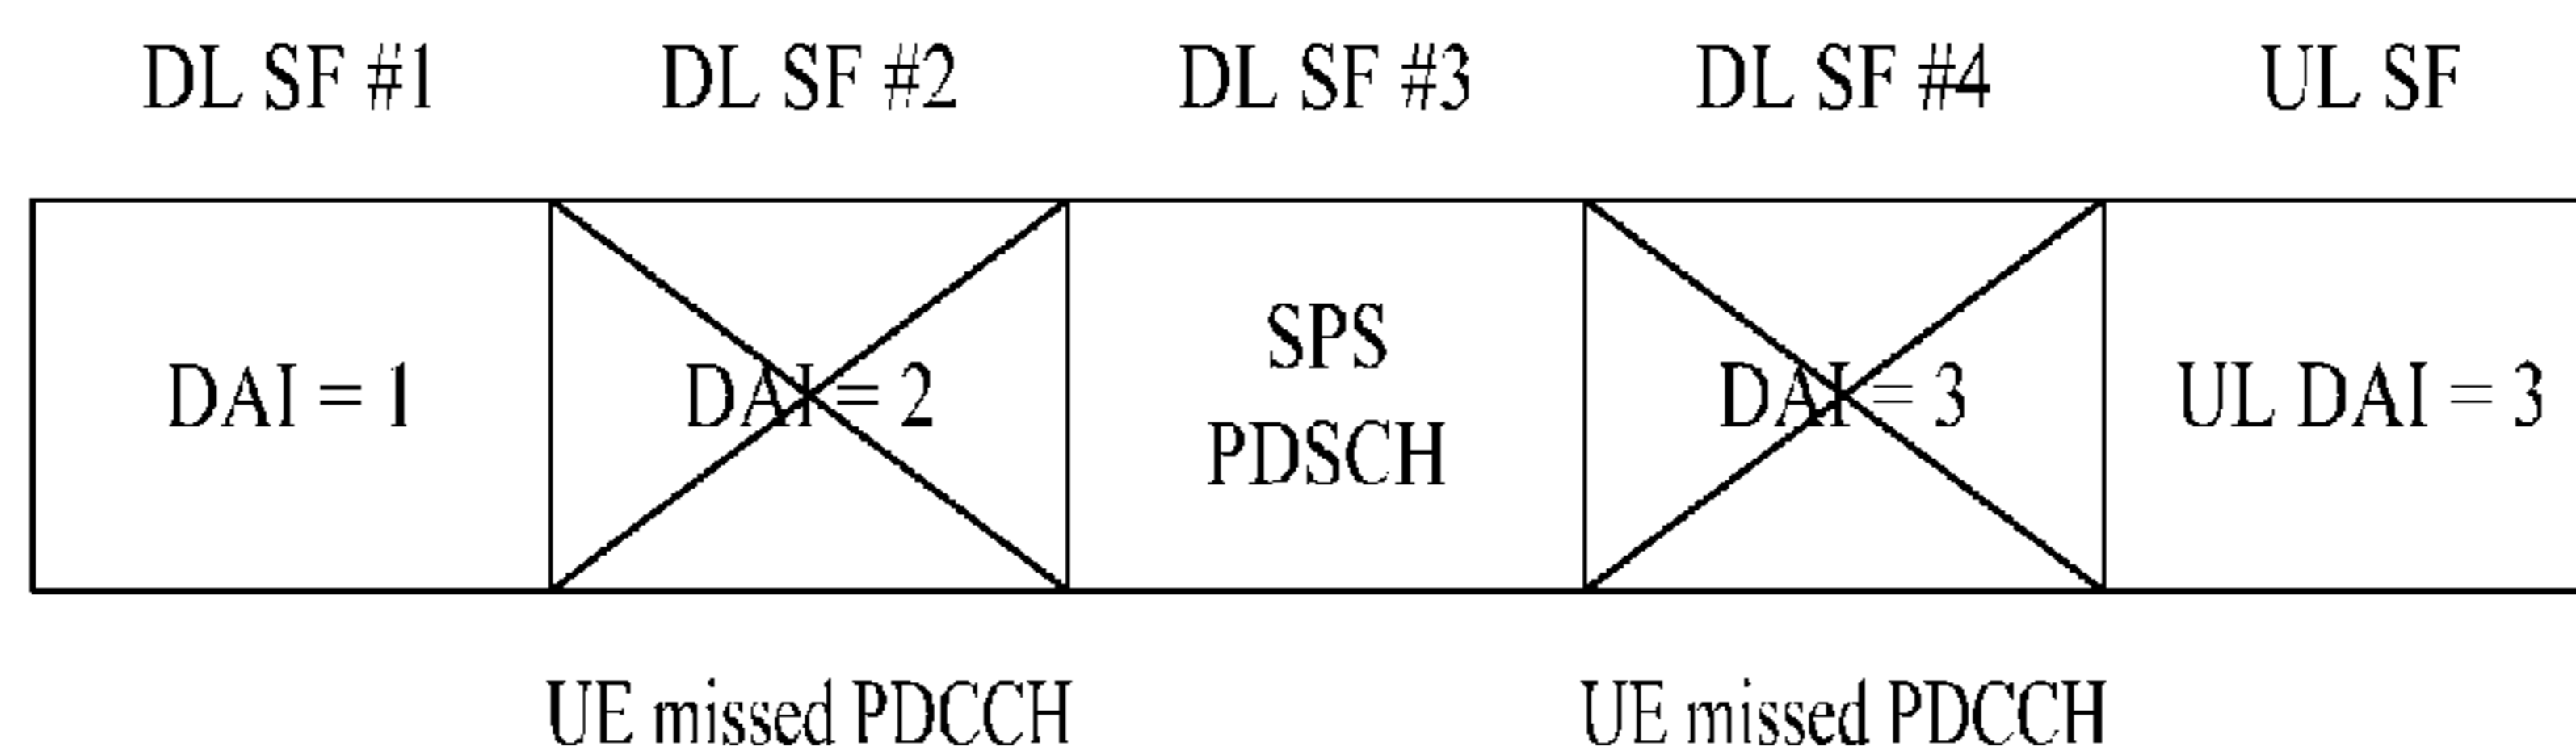 DL SF #1 DL SF #2 DL SF #3 DL SF #4 UL SF
DAI = 1 DAI = 2 SPS PDSCH DAI = 3 UL DAI = 3
UE missed PDCCH UE missed PDCCH